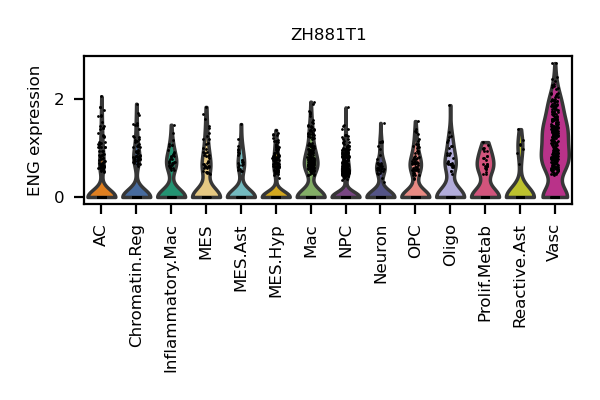 ZH881T1
ENG expression
2
0
AC
Chromatin.Reg
Inflammatory.Mac
MES
MES.Ast
MES.Hyp
Mac
NPC
Neuron
OPC
Oligo
Prolif.Metab
Reactive.Ast
Vasc